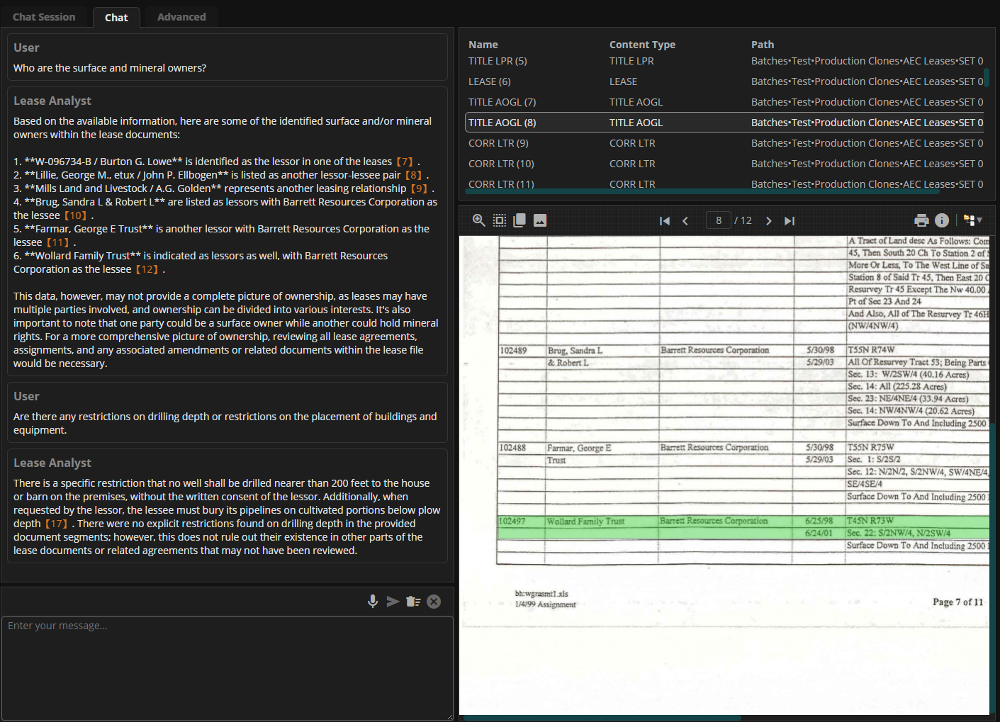 Chat Session
Chat
Advanced
User
Who are the surface and mineral owners?
Lease Analyst
Based on the available information, here are some of the identified surface and/or mineral
owners within the lease documents:
1. **W-096734-B / Burton G. Lowe** is identified as the lessor in one of the leases 【7】.
2. **Lillie, George M., etux / John P. Ellbogen** is listed as another lessor-lessee pair 【8】.
3. **Mills Land and Livestock / A.G. Golden** represents another leasing relationship 【9】.
4. **Brug, Sandra L & Robert L** are listed as lessors with Barrett Resources Corporation as
the lessee 【10】.
5. **Farmar, George E Trust** is another lessor with Barrett Resources Corporation as the
lessee 【11】.
6. **Wollard Family Trust** is indicated as lessors as well, with Barrett Resources
Corporation as the lessee 【12】.
This data, however, may not provide a complete picture of ownership, as leases may have
multiple parties involved, and ownership can be divided into various interests. It's also
important to note that one party could be a surface owner while another could hold mineral
rights. For a more comprehensive picture of ownership, reviewing all lease agreements,
assignments, and any associated amendments or related documents within the lease file
would be necessary.
User
Are there any restrictions on drilling depth or restrictions on the placement of buildings and
equipment.
Lease Analyst
There is a specific restriction that no well shall be drilled nearer than 200 feet to the house
or barn on the premises, without the written consent of the lessor. Additionally, when
requested by the lessor, the lessee must bury its pipelines on cultivated portions below plow
depth 【17】. There were no explicit restrictions found on drilling depth in the provided
document segments; however, this does not rule out their existence in other parts of the
lease documents or related agreements that may not have been reviewed.
Enter your message...
Name Content Type Path
TITLE LPR (5) TITLE LPR Batches•Test•Production Clones•AEC Leases•SET 0
LEASE (6) LEASE Batches•Test•Production Clones•AEC Leases•SET 0
TITLE AOGL (7) TITLE AOGL Batches•Test•Production Clones•AEC Leases•SET 0
TITLE AOGL (8) TITLE AOGL Batches•Test•Production Clones•AEC Leases•SET 0
CORR LTR (9) CORR LTR Batches•Test•Production Clones•AEC Leases•SET 0
CORR LTR (10) CORR LTR Batches•Test•Production Clones•AEC Leases•SET 0
CORR LTR (11) CORR LTR Batches•Test•Production Clones•AEC Leases•SET 0
8 / 12
A Tract of Land desc As Follows: Com
45, Then South 20 Ch To Station 2 of
More Or Less, To The West Line of Sa
Station 8 of Said Tr 45, Then East 20 C
Resurvey Tr 45 Except The Nw 40.00
Pt of Sec 23 And 24
And Also, All of The Resurvey Tr 46H
(NW/4NW/4)
102489 Brug, Sandra L Barrett Resources Corporation 5/30/98 T55N R74W
& Robert L 5/29/03 All Of Resurvey Tract 53; Being Parts
Sec. 13: W/2SW/4 (40.16 Acres)
Sec. 14: All (225.28 Acres)
Sec. 23: NE/4NE/4 (33.94 Acres)
Sec. 14: NW/4NW/4 (20.62 Acres)
Surface Down To And Including 2500
102488 Farmar, George E Barrett Resources Corporation 5/30/98 T55N R75W
Trust 5/29/03 Sec. 1: S/2S/2
Sec. 12: N/2N/2, S/2NW/4, SW/4NE/4,
SE/4SE/4
Surface Down To And Including 2500
102497 Wollard Family Trust Barrett Resources Corporation 6/25/98 T45N R73W
6/24/01 Sec. 22: S/2NW/4, N/2SW/4
Surface Down To And Including 2500
bh:wgrasmt1.xls
1/4/99 Assignment
Page 7 of 11